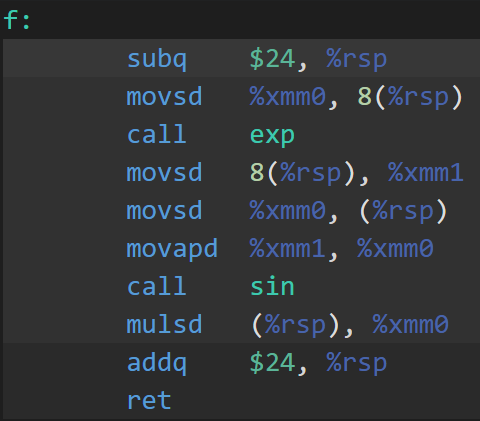 f:
subq $24, %rsp
movsd %xmm0, 8(%rsp)
call exp
movsd 8(%rsp), %xmm1
movsd %xmm0, (%rsp)
movapd %xmm1, %xmm0
call sin
mulsd (%rsp), %xmm0
addq $24, %rsp
ret